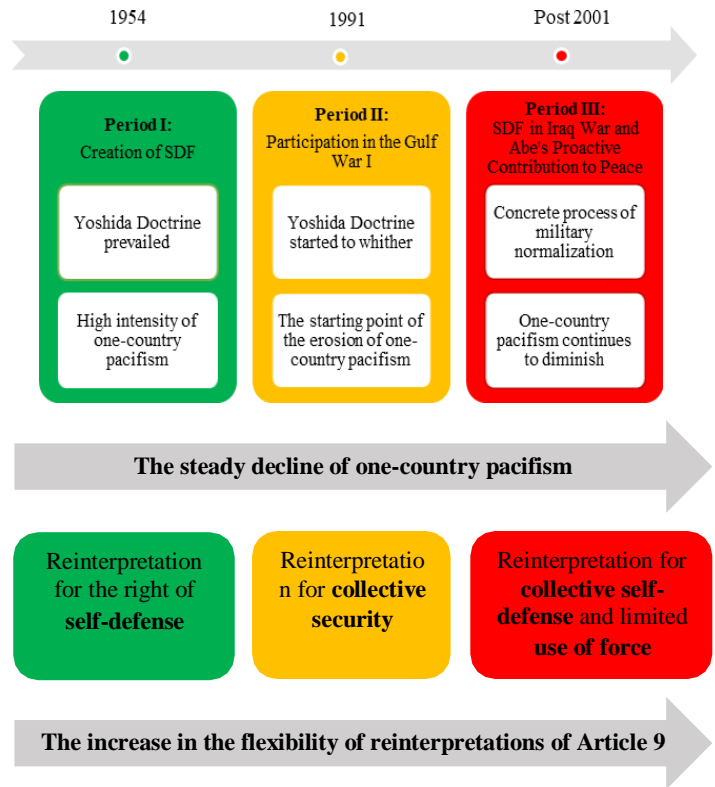 1954
1991
Post 2001
Period I:
Creation of SDF
Yoshida Doctrine
prevailed
High intensity of
one-country
pacifism
Period II:
Participation in the Gulf
War I
Yoshida Doctrine
started to whither
The starting point of
the erosion of one-
country pacifism
Period III:
SDF in Iraq War and
Abe's Proactive
Contribution to Peace
Concrete process of
military
normalization
One-country
pacifism continues
to diminish
The steady decline of one-country pacifism
Reinterpretation
for the right of
self-defense
Reinterpretatio
n for collective
security
Reinterpretation for
collective self-
defense and limited
use of force
The increase in the flexibility of reinterpretations of Article 9